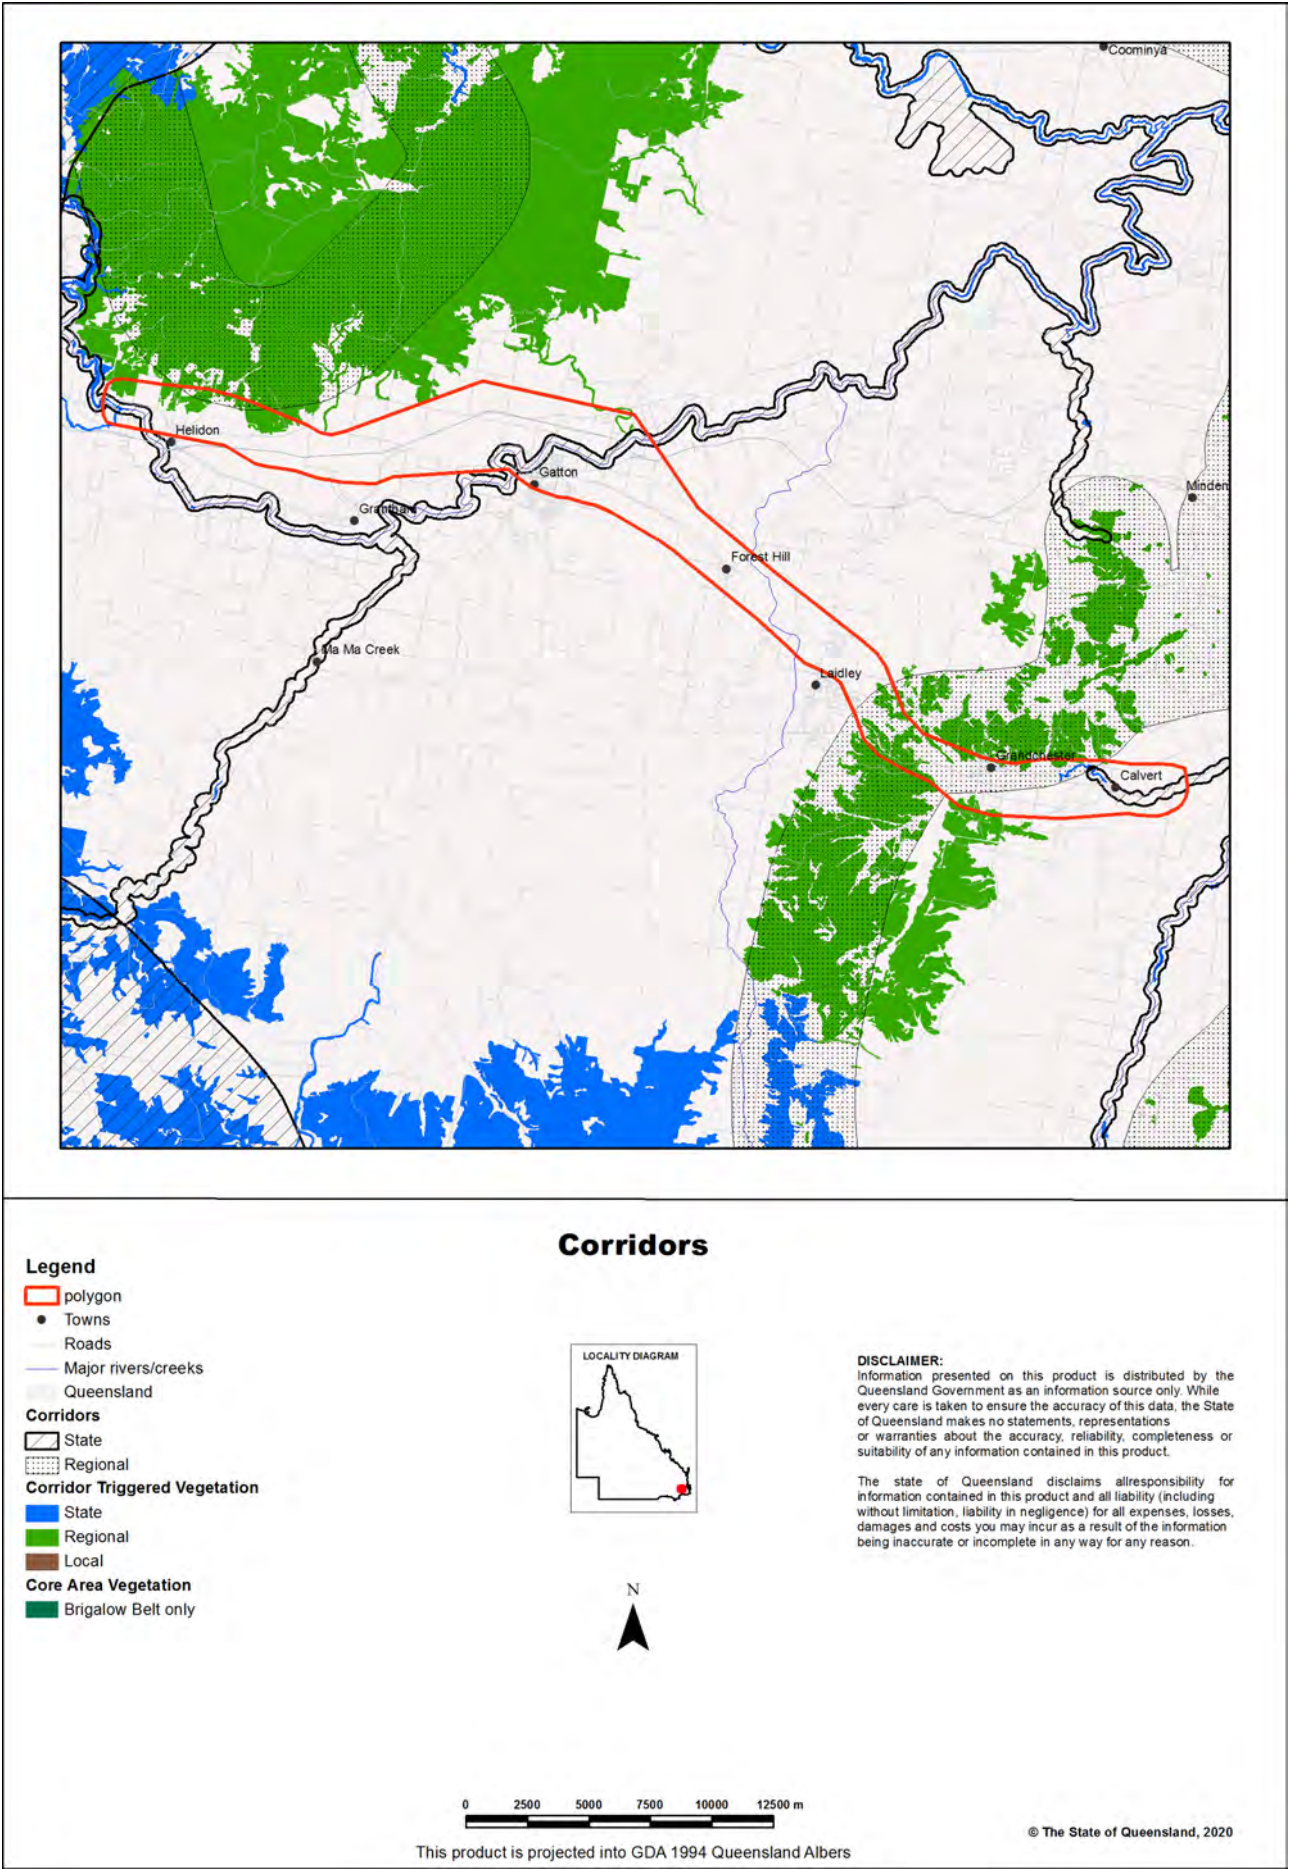 Coominya
Helidon
Gatton
Grantham
Minden
Forest Hill
Ma Ma Creek
Laidley
Grandchester
Calvert
Corridors
Legend
polygon
Towns
Roads
Major rivers/creeks
Queensland
Corridors
State
Regional
Corridor Triggered Vegetation
State
Regional
Local
Core Area Vegetation
Brigalow Belt only
LOCALITY DIAGRAM
N
DISCLAIMER:
Information presented on this product is distributed by the
Queensland Government as an information source only. While
every care is taken to ensure the accuracy of this data, the State
of Queensland makes no statements, representations
or warranties about the accuracy, reliability, completeness or
suitability of any information contained in this product.
The state of Queensland disclaims allresponsibility for
information contained in this product and all liability (including
without limitation, liability in negligence) for all expenses, losses,
damages and costs you may incur as a result of the information
being inaccurate or incomplete in any way for any reason.
0 2500 5000 7500 10000 12500 m
This product is projected into GDA 1994 Queensland Albers
© The State of Queensland, 2020